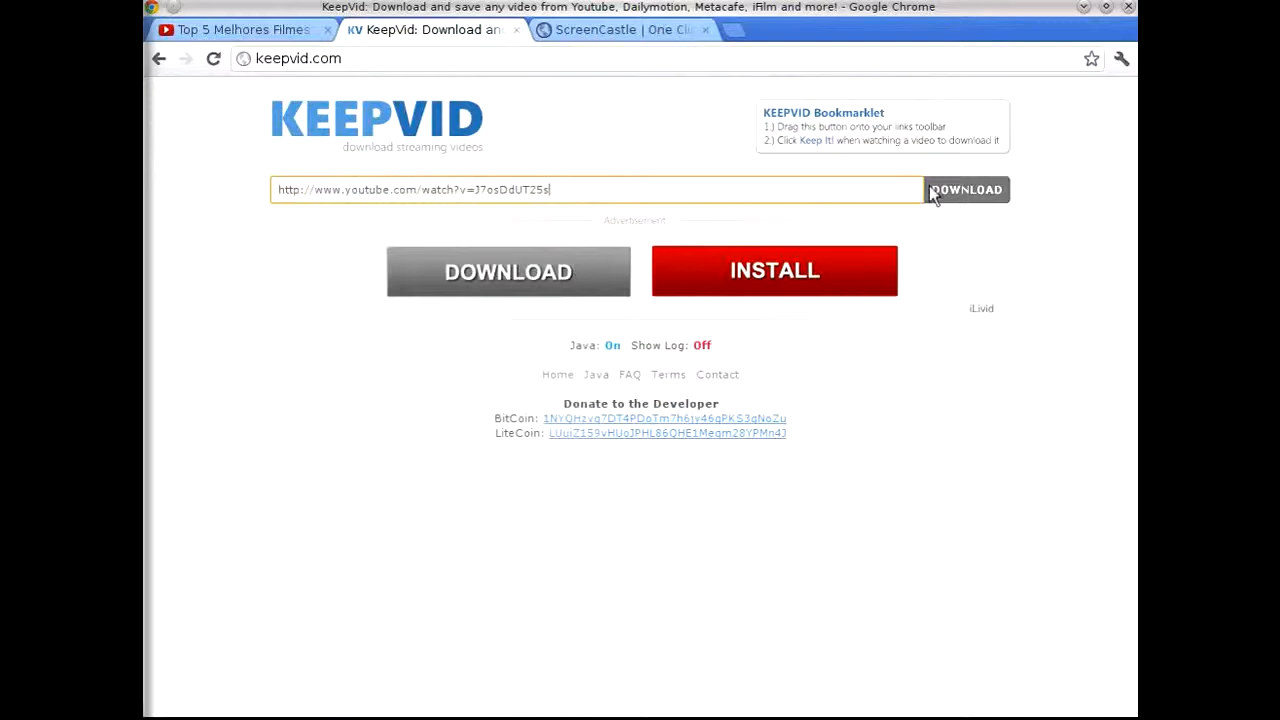 KeepVid: Download and save any video from Youtube, Dailymotion, Metacafe, iFilm and more! - Google Chrome
Top 5 Melhores Filmes
KV KeepVid: Download an
ScreenCastle | One Cli
keepvid.com
KEEPVID
download streaming videos
KEEPVID Bookmarklet
1.) Drag this button onto your links toolbar
2.) Click Keep It! when watching a video to download it
http://www.youtube.com/watch?v=J7osDdUT25s
DOWNLOAD
Advertisement
DOWNLOAD
INSTALL
iLivid
Java: On Show Log: Off
Home Java FAQ Terms Contact
Donate to the Developer
BitCoin:
LiteCoin: